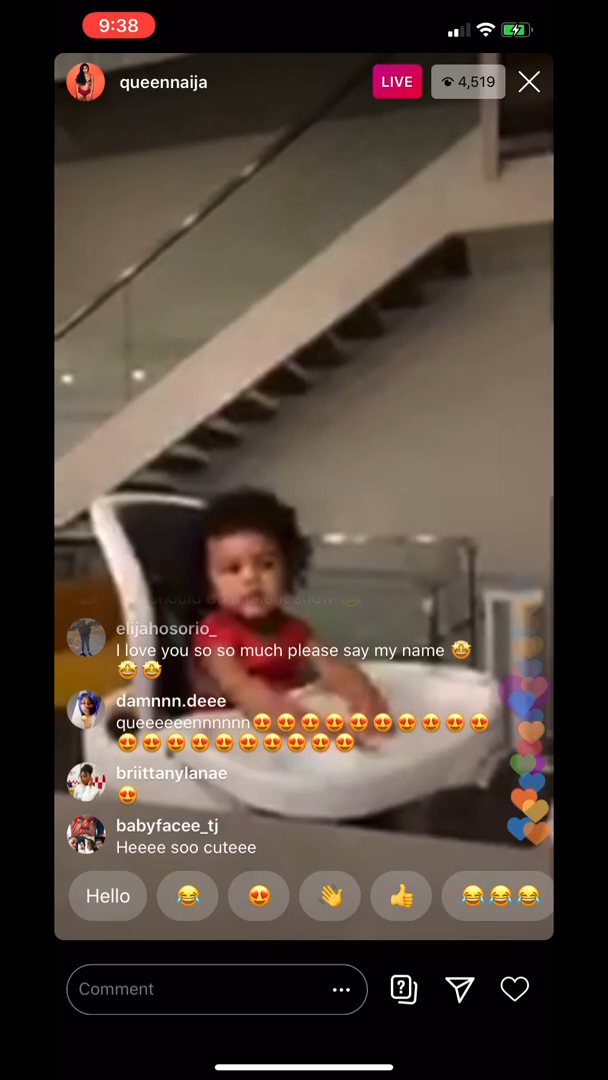 9:38
queennaija
LIVE
4,519
elijahosorio_
I love you so so much please say my name 🤩
🤩🤩
damnnn.deee
queeeeeennnnnn😍😍😍😍😍😍😍😍😍😍
😍😍😍😍😍😍😍😍😍😍
briittanylanae
😍
babyfacee_tj
Heeee soo cuteee
Hello 😂 😍 👋 👍 😂😂😂
Comment ...